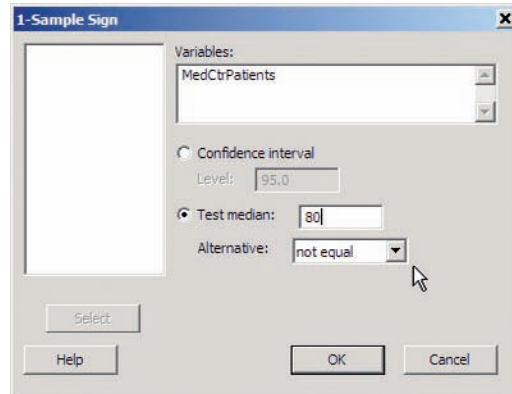 1-Sample Sign
Variables:
MedCtrPatients
Confidence interval
Level: 95.0
Test median: 80
Alternative: not equal
Select
Help OK Cancel